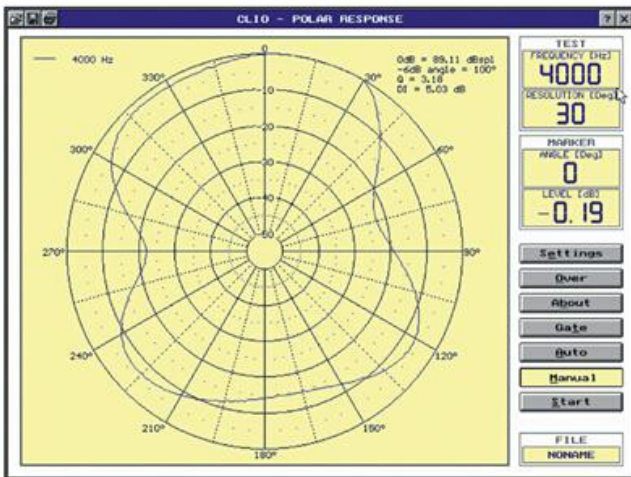 CLIO - POLAR RESPONSE
4000 Hz
0dB = 89.11 dBspl
-6dB angle = 100°
Q = 3.18
DI = 5.03 dB
0
330°
30°
-10
-20
300°
60°
-30
-40
-50
270°
90°
240°
120°
210°
150°
180°
TEST
FREQUENCY [Hz]
4000
RESOLUTION [Deg]
30
MARKER
ANGLE [Deg]
0
LEVEL [dB]
-0.19
Settings
Over
About
Gate
Auto
Manual
Start
FILE
NONAME